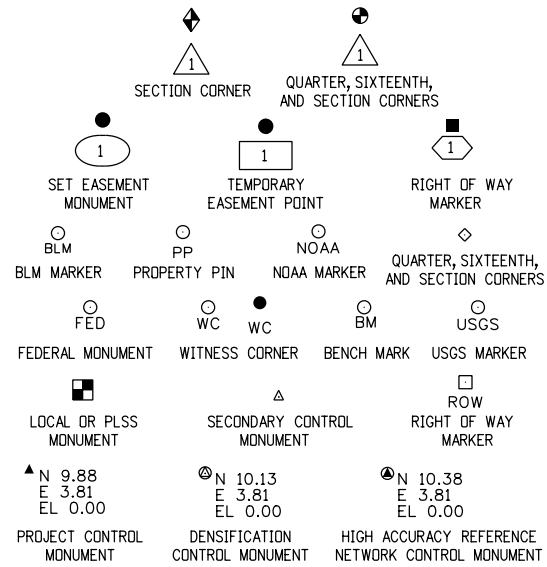 1
1
SECTION CORNER
QUARTER, SIXTEENTH,
AND SECTION CORNERS
1
1
1
SET EASEMENT
MONUMENT
TEMPORARY
EASEMENT POINT
RIGHT OF WAY
MARKER
BLM
PP
NOAA
BLM MARKER
PROPERTY PIN
NOAA MARKER
QUARTER, SIXTEENTH,
AND SECTION CORNERS
FED
WC
WC
BM
USGS
FEDERAL MONUMENT
WITNESS CORNER
BENCH MARK
USGS MARKER
ROW
LOCAL OR PLSS
MONUMENT
SECONDARY CONTROL
MONUMENT
RIGHT OF WAY
MARKER
N 9.88
E 3.81
EL 0.00
N 10.13
E 3.81
EL 0.00
N 10.38
E 3.81
EL 0.00
PROJECT CONTROL
MONUMENT
DENSIFICATION
CONTROL MONUMENT
HIGH ACCURACY REFERENCE
NETWORK CONTROL MONUMENT